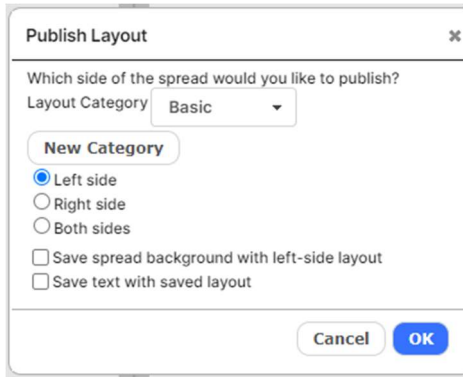 Publish Layout
Which side of the spread would you like to publish?
Layout Category Basic
New Category
Left side
Right side
Both sides
Save spread background with left-side layout
Save text with saved layout
Cancel OK